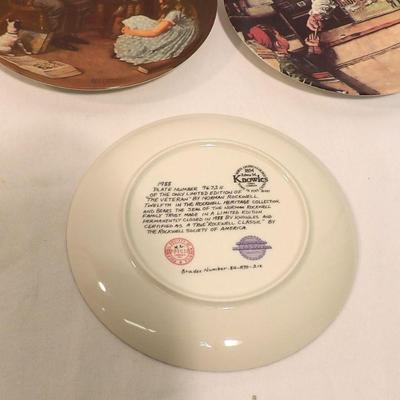 1988
PLATE NUMBER
OF THE ONLY LIMITED EDITION OF
"THE VETERAN" BY NORMAN ROCKWELL,
TWELFTH IN THE ROCKWELL HERITAGE COLLECTION,
AND BEARS THE SEAL OF THE NORMAN ROCKWELL
FAMILY TRUST. MADE IN A LIMITED EDITION
PERMANENTLY CLOSED IN 1988 BY KNOWLES AND
CERTIFIED AS A TRUE "ROCKWELL CLASSIC" BY
THE ROCKWELL SOCIETY OF AMERICA.
Knowles
Bradex Number: